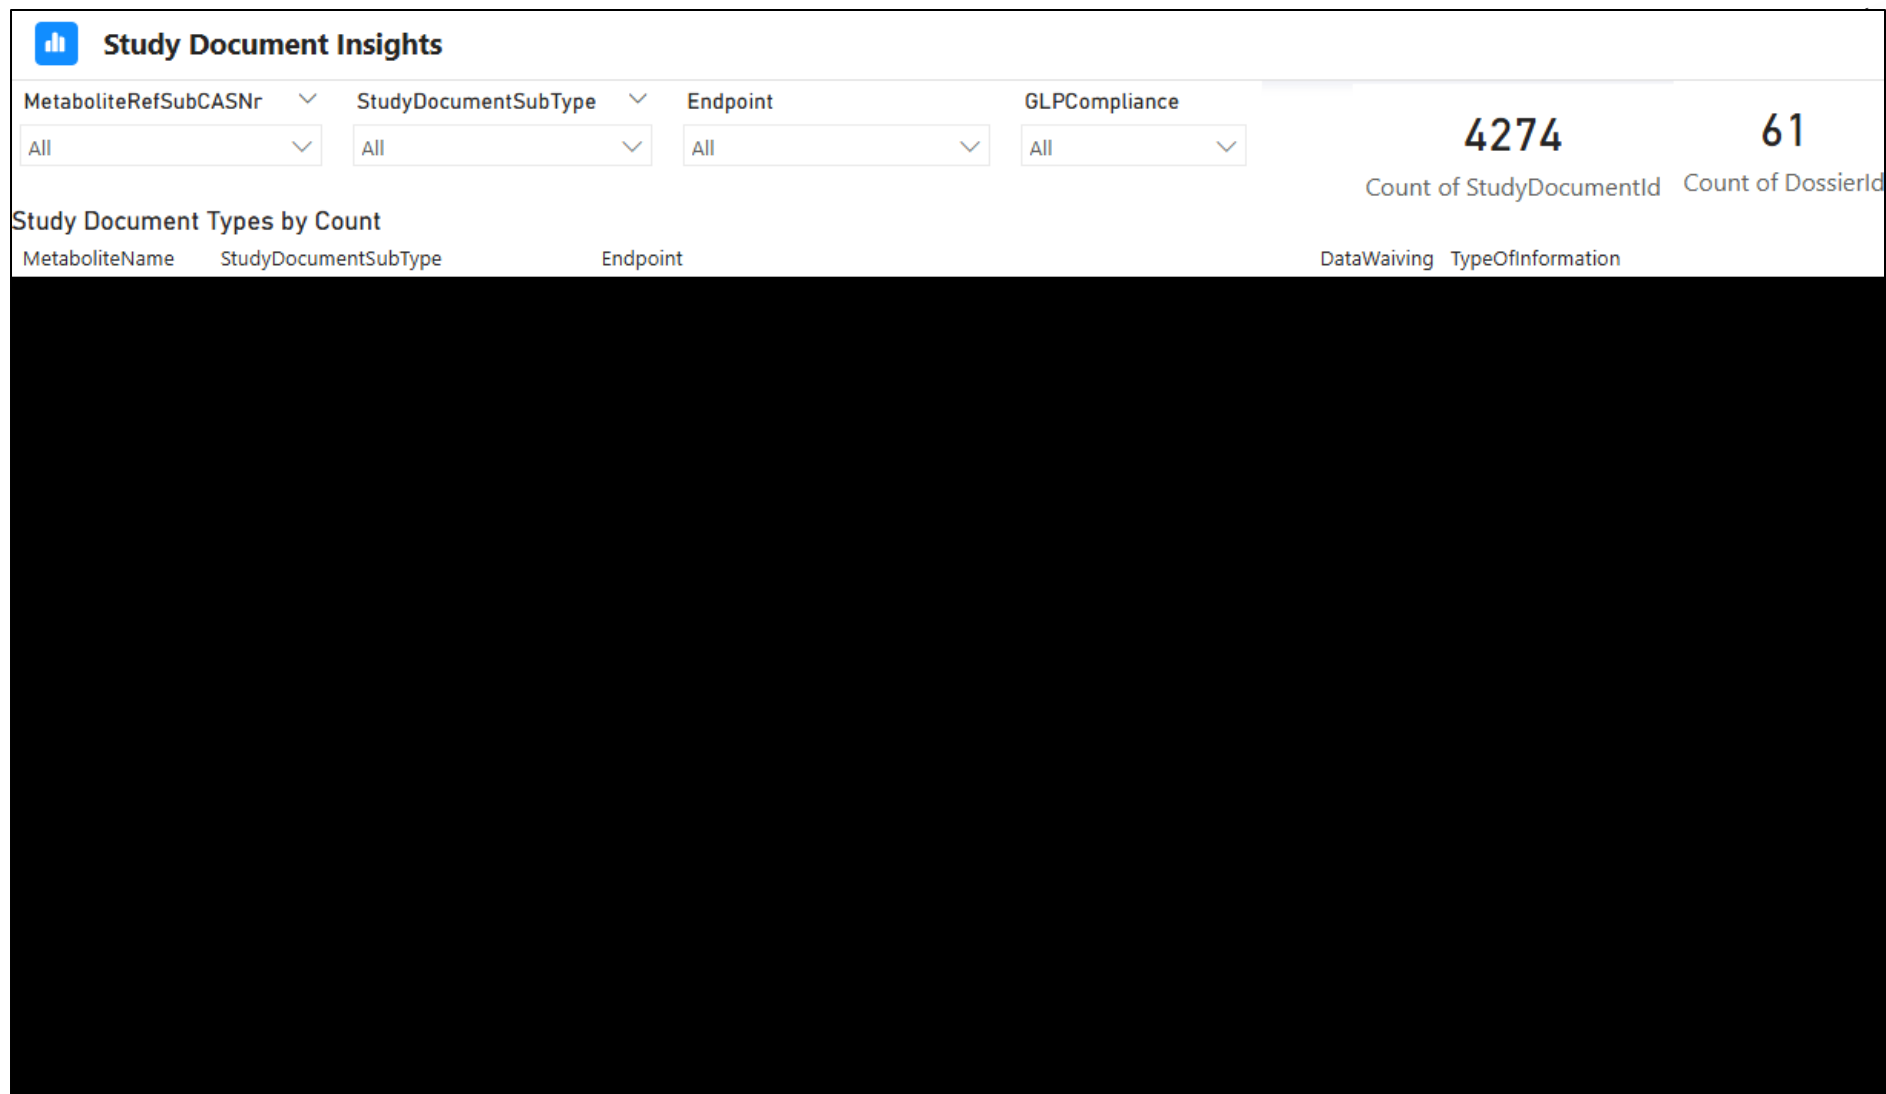 Study Document Insights
MetaboliteRefSubCASNr StudyDocumentSubType Endpoint GLPCompliance
All All All All
4274 61
Count of StudyDocumentId Count of DossierId
Study Document Types by Count
MetaboliteName StudyDocumentSubType Endpoint DataWaiving TypeOfInformation